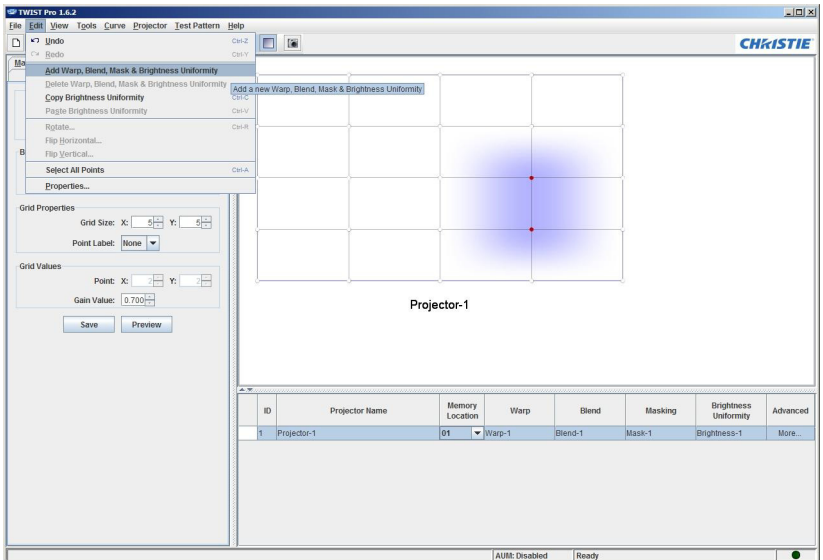 TWIST Pro 1.6.2
File Edit View Tools Curve Projector Test Pattern Help
CHRISTIE
Undo Ctrl-Z
Redo Ctrl-Y
Add Warp, Blend, Mask & Brightness Uniformity
Delete Warp, Blend, Mask & Brightness Uniformity
Add a new Warp, Blend, Mask & Brightness Uniformity
Copy Brightness Uniformity Ctrl-C
Paste Brightness Uniformity Ctrl-V
Rotate... Ctrl-R
Flip Horizontal...
Flip Vertical...
Select All Points Ctrl-A
Properties...
Ma
B
Grid Properties
Grid Size: X: 5 Y: 5
Point Label: None
Grid Values
Point: X: 2 Y: 2
Gain Value: 0.700
Save Preview
Projector-1
ID Projector Name Memory Location Warp Blend Masking Brightness Uniformity Advanced
1 Projector-1 01 Warp-1 Blend-1 Mask-1 Brightness-1 More...
AUM: Disabled Ready